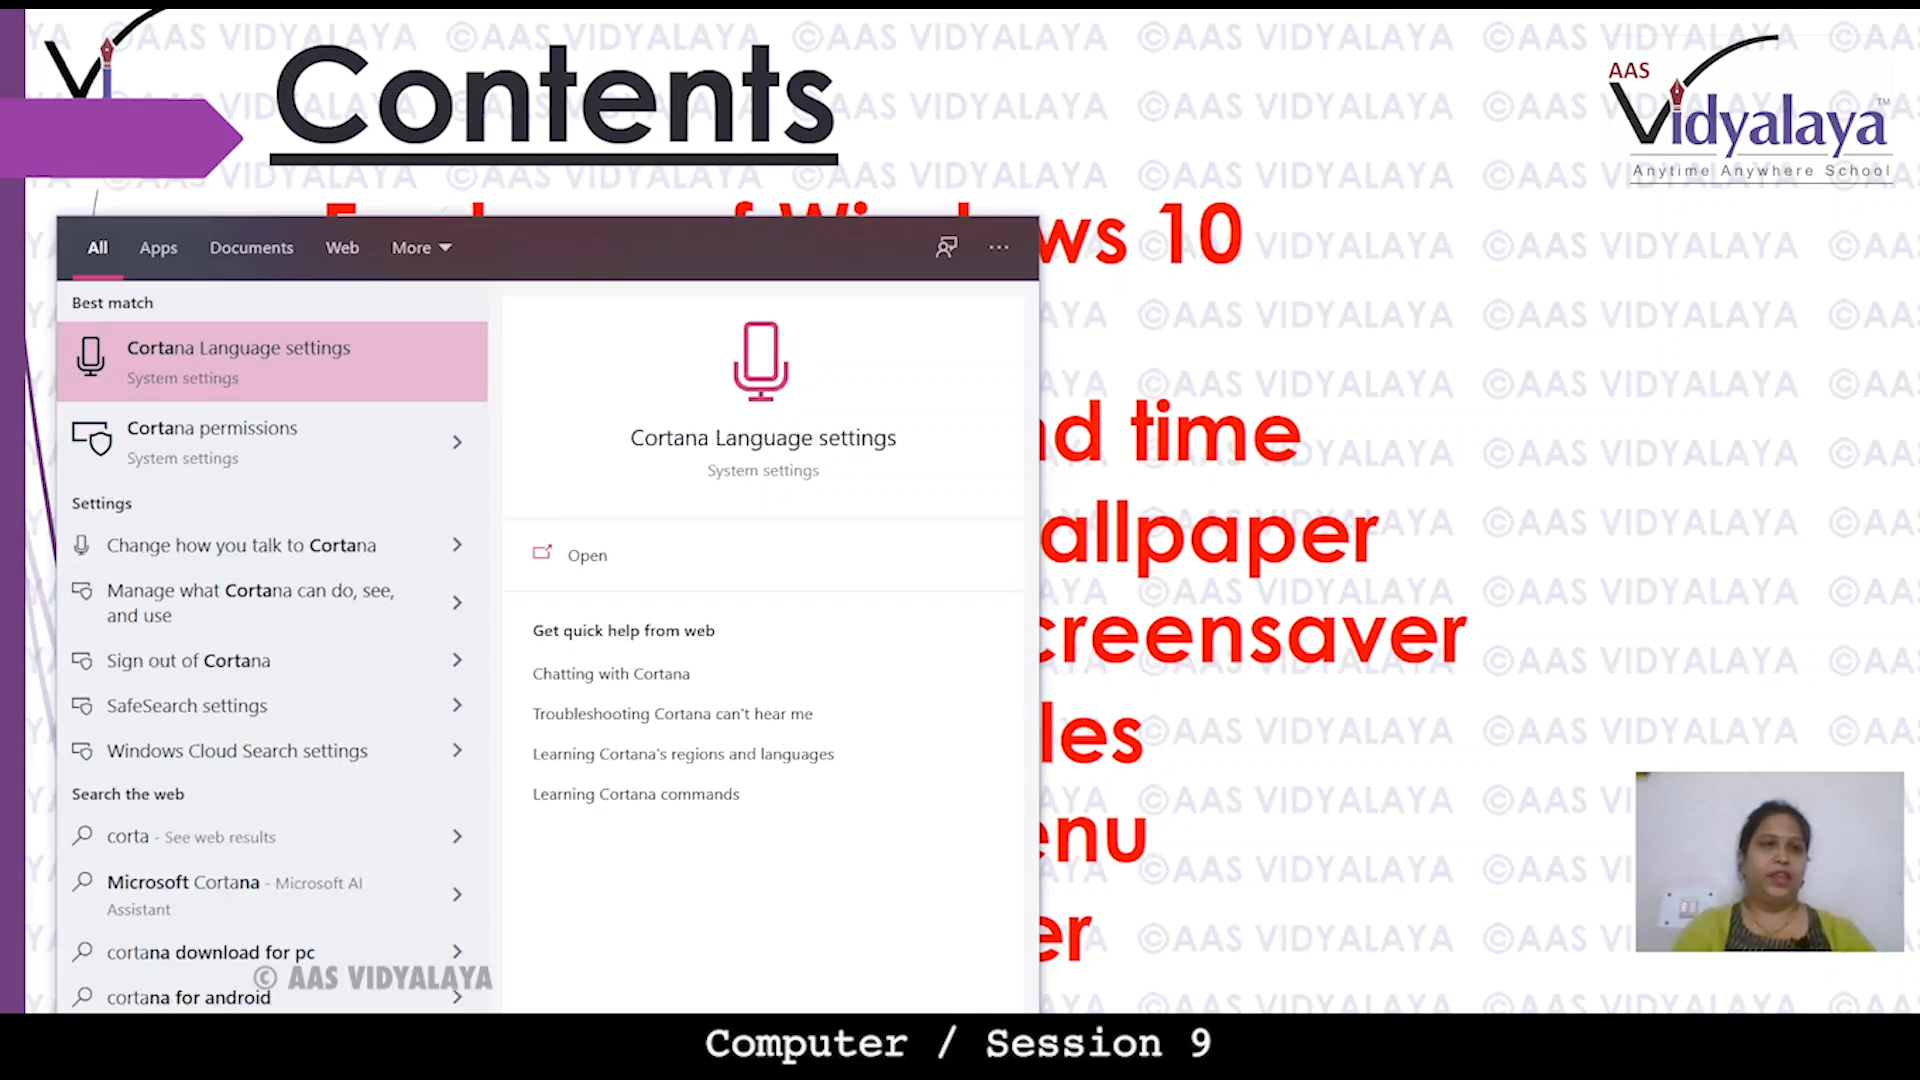 Contents
AAS
Vidyalaya
Anytime Anywhere School
ws 10
nd time
allpaper
creensaver
les
enu
er
All Apps Documents Web More
Best match
Cortana Language settings
System settings
Cortana permissions
System settings
Settings
Change how you talk to Cortana
Manage what Cortana can do, see,
and use
Sign out of Cortana
SafeSearch settings
Windows Cloud Search settings
Search the web
corta - See web results
Microsoft Cortana - Microsoft AI
Assistant
cortana download for pc
cortana for android
Cortana Language settings
System settings
Open
Get quick help from web
Chatting with Cortana
Troubleshooting Cortana can't hear me
Learning Cortana's regions and languages
Learning Cortana commands
© AAS VIDYALAYA
Computer / Session 9